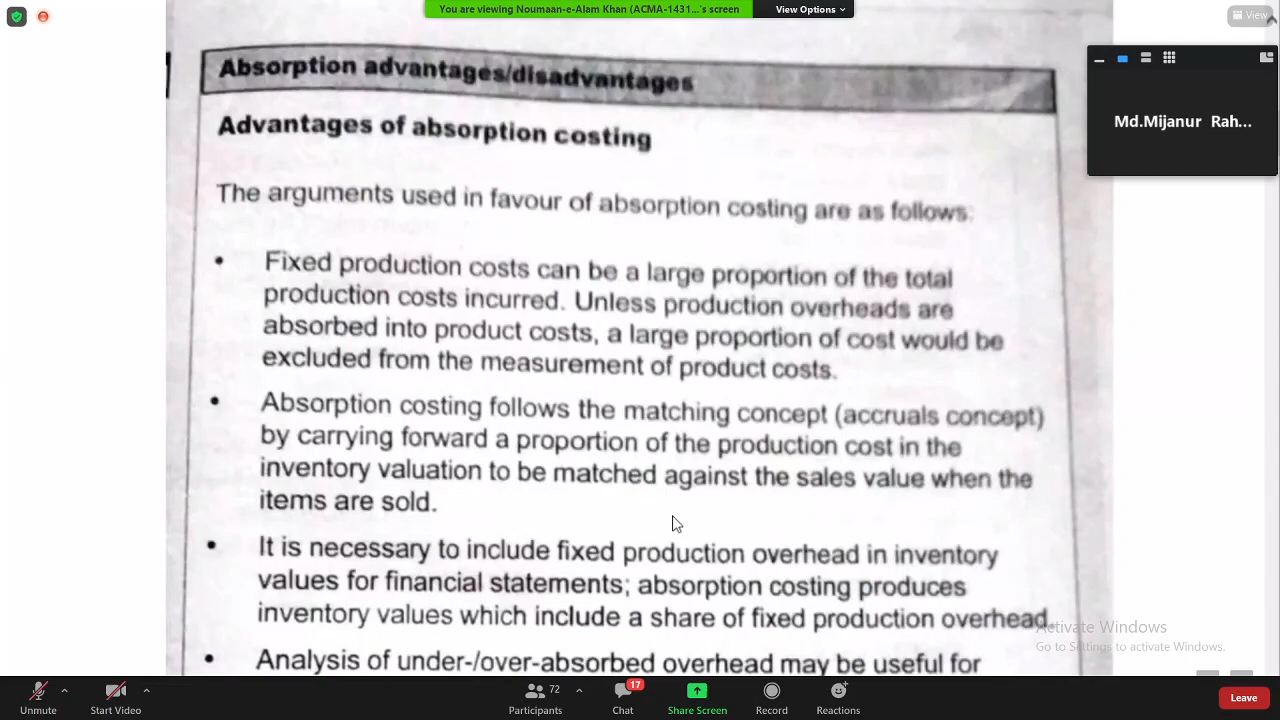 You are viewing Noumaan-e-Alam Khan (ACMA-1431...'s screen
View Options
View
Absorption advantages/disadvantages
Md.Mijanur Rah...
Advantages of absorption costing
The arguments used in favour of absorption costing are as follows:
• Fixed production costs can be a large proportion of the total
production costs incurred. Unless production overheads are
absorbed into product costs, a large proportion of cost would be
excluded from the measurement of product costs.
• Absorption costing follows the matching concept (accruals concept)
by carrying forward a proportion of the production cost in the
inventory valuation to be matched against the sales value when the
items are sold.
• It is necessary to include fixed production overhead in inventory
values for financial statements; absorption costing produces
inventory values which include a share of fixed production overhead.
Activate Windows
Go to Settings to activate Windows.
• Analysis of under-/over-absorbed overhead may be useful for
Unmute
Start Video
72
Participants
17
Chat
Share Screen
Record
Reactions
Leave